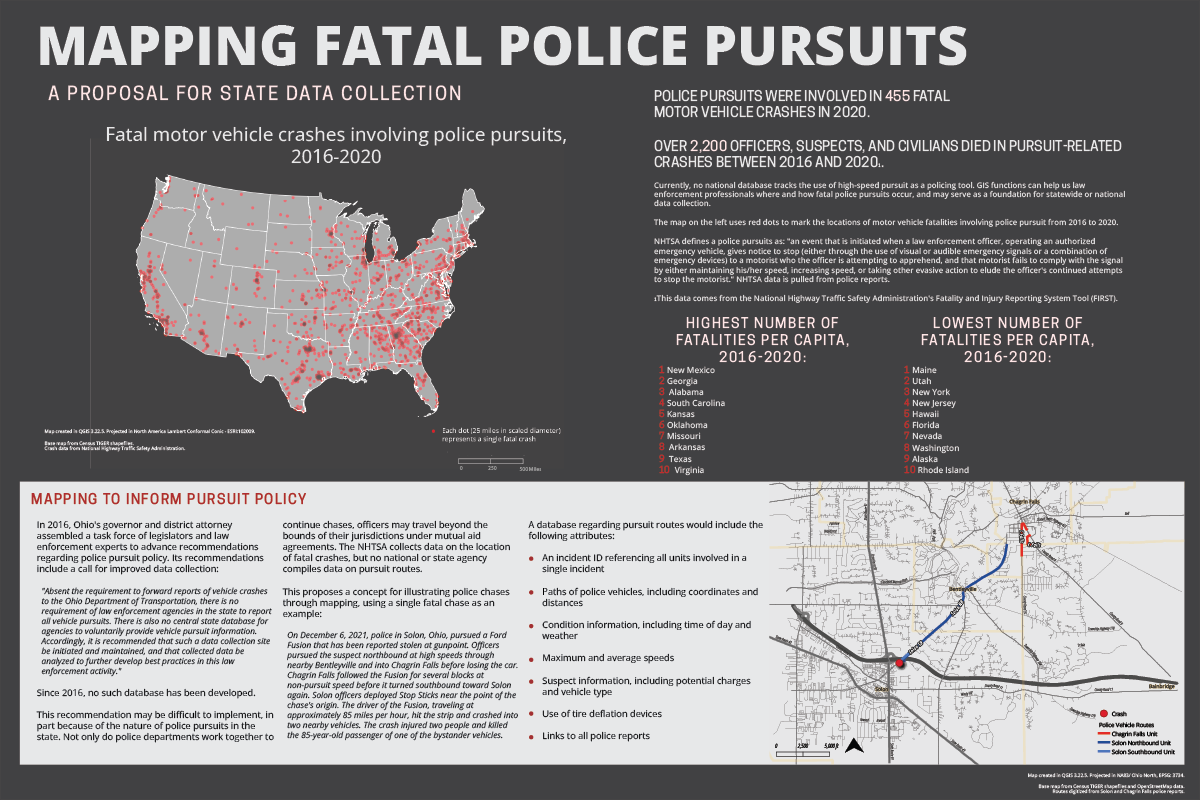 MAPPING FATAL POLICE PURSUITS
A PROPOSAL FOR STATE DATA COLLECTION
Fatal motor vehicle crashes involving police pursuits,
2016-2020
Map created in QGIS 3.22.5. Projected in North America Lambert Conformal Conic - ESRI:102009.
Base map from Census TIGER shapefiles.
Crash data from National Highway Traffic Safety Administration.
Each dot (25 miles in scaled diameter)
represents a single fatal crash
0 250 500 Miles
POLICE PURSUITS WERE INVOLVED IN 455 FATAL
MOTOR VEHICLE CRASHES IN 2020.
OVER 2,200 OFFICERS, SUSPECTS, AND CIVILIANS DIED IN PURSUIT-RELATED
CRASHES BETWEEN 2016 AND 2020.
Currently, no national database tracks the use of high-speed pursuit as a policing tool. GIS functions can help us law
enforcement professionals where and how fatal police pursuits occur, and may serve as a foundation for statewide or national
data collection.
The map on the left uses red dots to mark the locations of motor vehicle fatalities involving police pursuit from 2016 to 2020.
NHTSA defines a police pursuits as: "an event that is initiated when a law enforcement officer, operating an authorized
emergency vehicle, gives notice to stop (either through the use of visual or audible emergency signals or a combination of
emergency devices) to a motorist who the officer is attempting to apprehend, and that motorist fails to comply with the signal
by either maintaining his/her speed, increasing speed, or taking other evasive action to elude the officer's continued attempts
to stop the motorist." NHTSA data is pulled from police reports.
1This data comes from the National Highway Traffic Safety Administration's Fatality and Injury Reporting System Tool (FIRST).
HIGHEST NUMBER OF
FATALITIES PER CAPITA,
2016-2020:
1 New Mexico
2 Georgia
3 Alabama
4 South Carolina
5 Kansas
6 Oklahoma
7 Missouri
8 Arkansas
9 Texas
10 Virginia
LOWEST NUMBER OF
FATALITIES PER CAPITA,
2016-2020:
1 Maine
2 Utah
3 New York
4 New Jersey
5 Hawaii
6 Florida
7 Nevada
8 Washington
9 Alaska
10 Rhode Island
MAPPING TO INFORM PURSUIT POLICY
In 2016, Ohio's governor and district attorney
assembled a task force of legislators and law
enforcement experts to advance recommendations
regarding police pursuit policy. Its recommendations
include a call for improved data collection:
"Absent the requirement to forward reports of vehicle crashes
to the Ohio Department of Transportation, there is no
requirement of law enforcement agencies in the state to report
all vehicle pursuits. There is also no central state database for
agencies to voluntarily provide vehicle pursuit information.
Accordingly, it is recommended that such a data collection site
be initiated and maintained, and that collected data be
analyzed to further develop best practices in this law
enforcement activity."
Since 2016, no such database has been developed.
This recommendation may be difficult to implement, in
part because of the nature of police pursuits in the
state. Not only do police departments work together to
continue chases, officers may travel beyond the
bounds of their jurisdictions under mutual aid
agreements. The NHTSA collects data on the location
of fatal crashes, but no national or state agency
compiles data on pursuit routes.
This proposes a concept for illustrating police chases
through mapping, using a single fatal chase as an
example:
On December 6, 2021, police in Solon, Ohio, pursued a Ford
Fusion that has been reported stolen at gunpoint. Officers
pursued the suspect northbound at high speeds through
nearby Bentleyville and into Chagrin Falls before losing the car.
Chagrin Falls followed the Fusion for several blocks at
non-pursuit speed before it turned southbound toward Solon
again. Solon officers deployed Stop Sticks near the point of the
chase's origin. The driver of the Fusion, traveling at
approximately 85 miles per hour, hit the strip and crashed into
two nearby vehicles. The crash injured two people and killed
the 85-year-old passenger of one of the bystander vehicles.
A database regarding pursuit routes would include the
following attributes:
• An incident ID referencing all units involved in a
single incident
• Paths of police vehicles, including coordinates and
distances
• Condition information, including time of day and
weather
• Maximum and average speeds
• Suspect information, including potential charges
and vehicle type
• Use of tire deflation devices
• Links to all police reports
Chagrin Falls
Bentleyville
Solon
Bainbridge
0 2,500 5,000 ft
Crash
Police Vehicle Routes
Chagrin Falls Unit
Solon Northbound Unit
Solon Southbound Unit
Map created in QGIS 3.22.5. Projected in NAD83/ Ohio North, EPSG: 3734.
Base map from Census TIGER shapefiles and OpenStreetMap data.
Routes digitized from Solon and Chagrin Falls police reports.